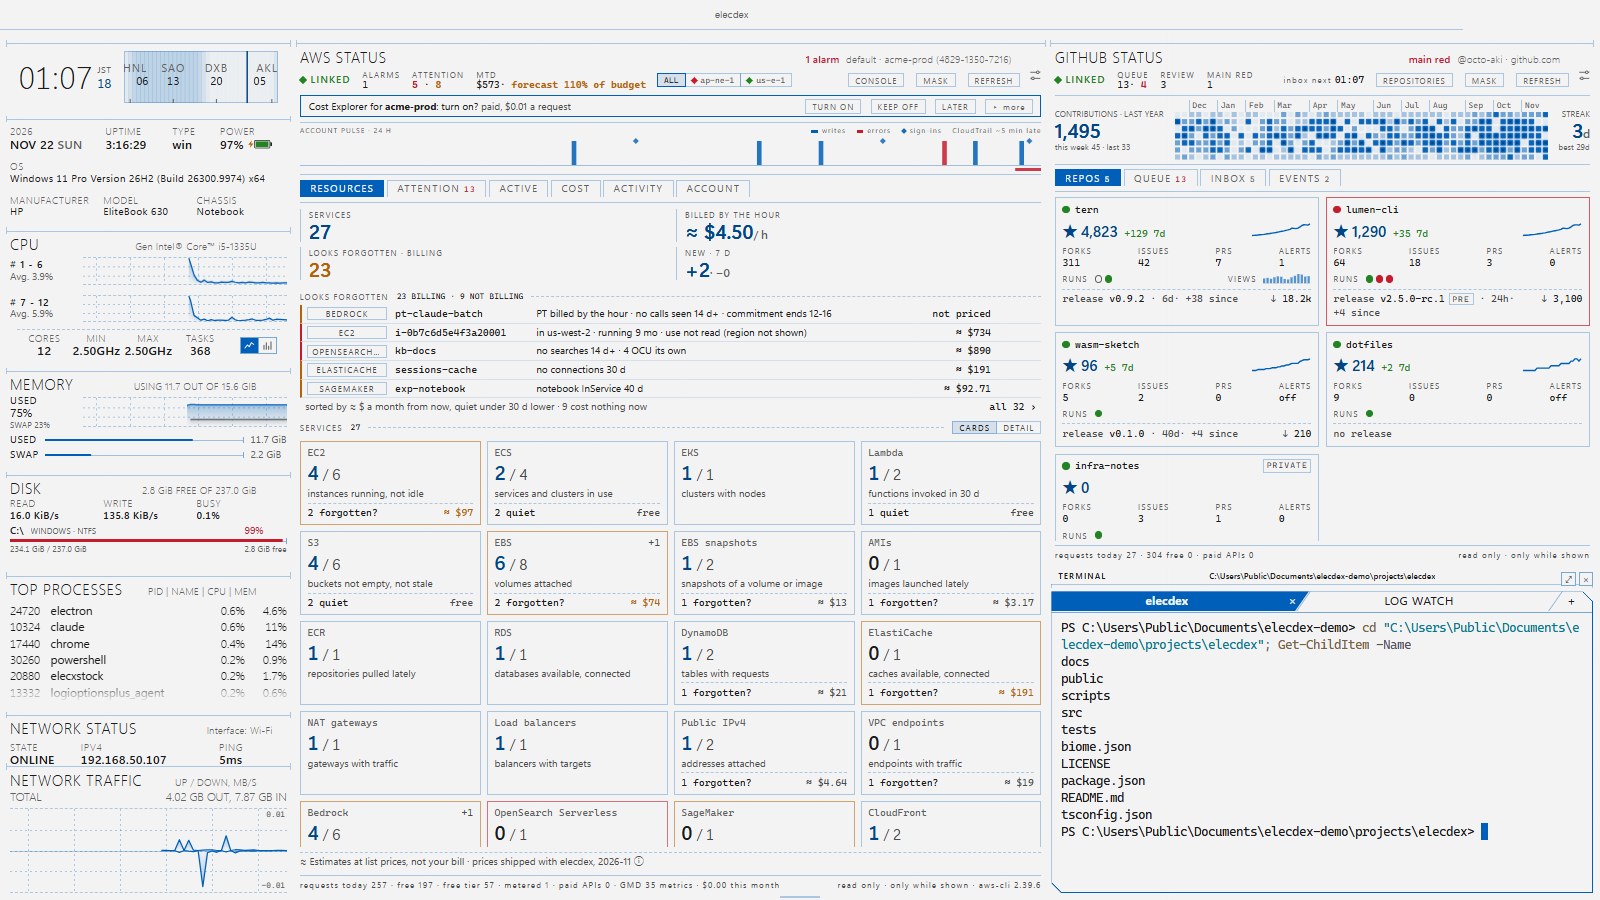 elecdex
01:07 JST 18
HNL 06 SAO 13 DXB 20 AKL 05
2026 UPTIME TYPE POWER
NOV 22 SUN 3:16:29 win 97%
OS
Windows 11 Pro Version 26H2 (Build 26300.9974) x64
MANUFACTURER MODEL CHASSIS
HP EliteBook 630 Notebook
CPU Gen Intel® Core™ i5-1335U
# 1 - 6
Avg. 3.9%
# 7 - 12
Avg. 5.9%
CORES MIN MAX TASKS
12 2.50GHz 2.50GHz 368
MEMORY USING 11.7 OUT OF 15.6 GIB
USED
75%
SWAP 23%
USED 11.7 GiB
SWAP 2.2 GiB
DISK 2.8 GIB FREE OF 237.0 GIB
READ WRITE BUSY
16.0 KiB/s 135.8 KiB/s 0.1%
C:\ WINDOWS · NTFS 99%
234.1 GiB / 237.0 GiB 2.8 GiB free
TOP PROCESSES PID | NAME | CPU | MEM
24720 electron 0.6% 4.6%
10324 claude 0.6% 11%
17440 chrome 0.4% 14%
30260 powershell 0.2% 0.9%
20880 elecxstock 0.2% 1.7%
13332 logioptionsplus_agent 0.2% 0.6%
NETWORK STATUS Interface: Wi-Fi
STATE IPV4 PING
ONLINE 192.168.50.107 5ms
NETWORK TRAFFIC UP / DOWN, MB/S
TOTAL 4.02 GB OUT, 7.87 GB IN
0.01
-0.01
AWS STATUS 1 alarm default · acme-prod (4829-1350-7216)
LINKED ALARMS 1 ATTENTION 5 · 8 MTD $573· forecast 110% of budget ALL ap-ne-1 us-e-1 CONSOLE MASK REFRESH
Cost Explorer for acme-prod: turn on? paid, $0.01 a request TURN ON KEEP OFF LATER more
ACCOUNT PULSE · 24 H writes errors sign-ins CloudTrail ~5 min late
RESOURCES ATTENTION 13 ACTIVE COST ACTIVITY ACCOUNT
SERVICES BILLED BY THE HOUR
27 ≈ $4.50/ h
LOOKS FORGOTTEN · BILLING NEW · 7 D
23 +2· −0
LOOKS FORGOTTEN 23 BILLING · 9 NOT BILLING
BEDROCK pt-claude-batch PT billed by the hour · no calls seen 14 d+ · commitment ends 12-16 not priced
EC2 i-0b7c6d5e4f3a20001 in us-west-2 · running 9 mo · use not read (region not shown) ≈ $734
OPENSEARCH… kb-docs no searches 14 d+ · 4 OCU its own ≈ $890
ELASTICACHE sessions-cache no connections 30 d ≈ $191
SAGEMAKER exp-notebook notebook InService 40 d ≈ $92.71
sorted by ≈ $ a month from now, quiet under 30 d lower · 9 cost nothing now all 32 ›
SERVICES 27 CARDS DETAIL
EC2 ECS EKS Lambda
4 / 6 2 / 4 1 / 1 1 / 2
instances running, not idle services and clusters in use clusters with nodes functions invoked in 30 d
2 forgotten? ≈ $97 2 quiet free 1 quiet free
S3 EBS +1 EBS snapshots AMIs
4 / 6 6 / 8 1 / 2 0 / 1
buckets not empty, not stale volumes attached snapshots of a volume or image images launched lately
2 quiet free 2 forgotten? ≈ $74 1 forgotten? ≈ $13 1 forgotten? ≈ $3.17
ECR RDS DynamoDB ElastiCache
1 / 1 1 / 1 1 / 2 0 / 1
repositories pulled lately databases available, connected tables with requests caches available, connected
1 forgotten? ≈ $21 1 forgotten? ≈ $191
NAT gateways Load balancers Public IPv4 VPC endpoints
1 / 1 1 / 1 1 / 2 0 / 1
gateways with traffic balancers with targets addresses attached endpoints with traffic
1 forgotten? ≈ $4.64 1 forgotten? ≈ $19
Bedrock +1 OpenSearch Serverless SageMaker CloudFront
4 / 6 0 / 1 0 / 1 1 / 2
≈ Estimates at list prices, not your bill · prices shipped with elecdex, 2026-11 ⓘ
requests today 257 · free 197 · free tier 57 · metered 1 · paid APIs 0 · GMD 35 metrics · $0.00 this month read only · only while shown · aws-cli 2.39.6
GITHUB STATUS main red @octo-aki · github.com
LINKED QUEUE 13· 4 REVIEW 3 MAIN RED 1 inbox next 01:07 REPOSITORIES MASK REFRESH
Dec Jan Feb Mar Apr May Jun Jul Aug Sep Oct Nov
CONTRIBUTIONS · LAST YEAR STREAK
1,495 3d
this week 45 · last 33 best 29d
REPOS 5 QUEUE 13 INBOX 5 EVENTS 2
tern lumen-cli
★ 4,823 +129 7d ★ 1,290 +35 7d
FORKS ISSUES PRS ALERTS FORKS ISSUES PRS ALERTS
311 42 7 1 64 18 3 0
RUNS VIEWS RUNS
release v0.9.2 · 6d· +38 since ↓ 18.2k release v2.5.0-rc.1 PRE · 24h· ↓ 3,100
+4 since
wasm-sketch dotfiles
★ 96 +5 7d ★ 214 +2 7d
FORKS ISSUES PRS ALERTS FORKS ISSUES PRS ALERTS
5 2 0 off 9 0 0 off
RUNS RUNS
release v0.1.0 · 40d· +4 since ↓ 210 no release
infra-notes PRIVATE
★ 0
FORKS ISSUES PRS ALERTS
0 3 1 0
RUNS
requests today 27 · 304 free 0 · paid APIs 0 read only · only while shown
TERMINAL C:\Users\Public\Documents\elecdex-demo\projects\elecdex
elecdex × LOG WATCH +
PS C:\Users\Public\Documents\elecdex-demo> cd "C:\Users\Public\Documents\e
lecdex-demo\projects\elecdex"; Get-ChildItem -Name
docs
public
scripts
src
tests
biome.json
LICENSE
package.json
README.md
tsconfig.json
PS C:\Users\Public\Documents\elecdex-demo\projects\elecdex>